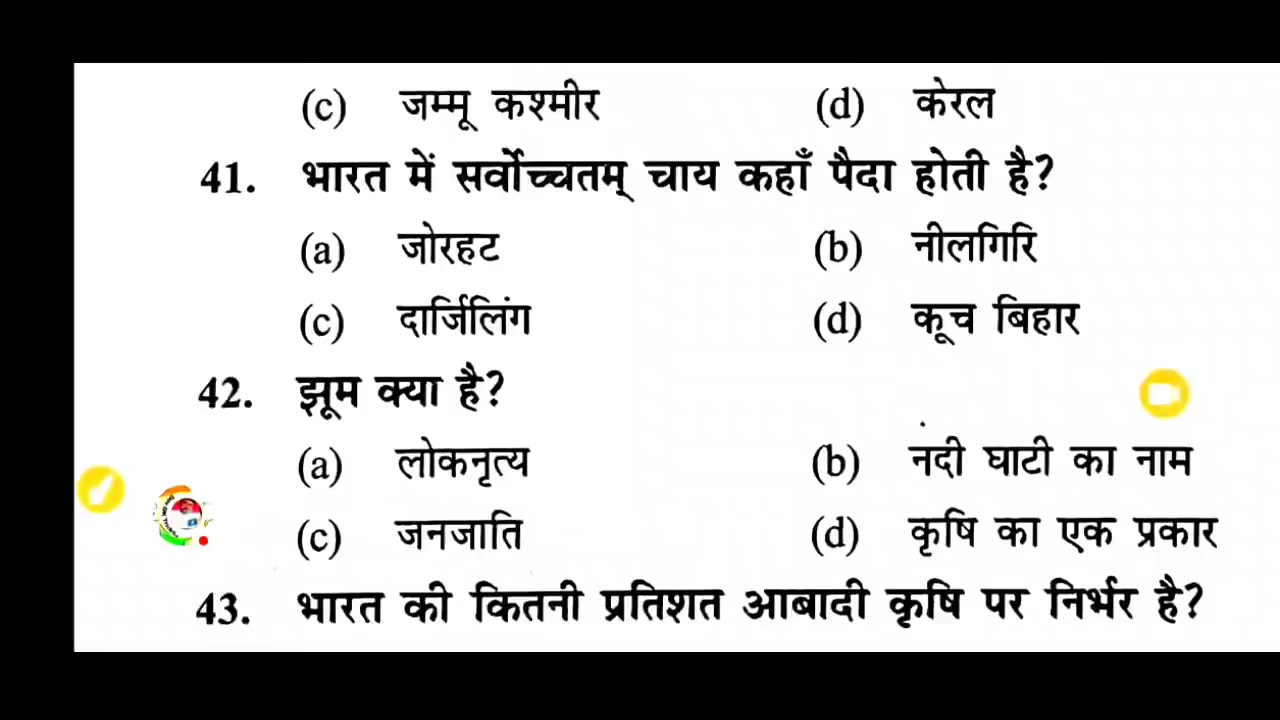 (c) जम्मू कश्मीर (d) केरल
41. भारत में सर्वोच्चतम् चाय कहाँ पैदा होती है?
(a) जोरहट (b) नीलगिरि
(c) दार्जिलिंग (d) कूच बिहार
42. झूम क्या है?
(a) लोकनृत्य (b) नदी घाटी का नाम
(c) जनजाति (d) कृषि का एक प्रकार
43. भारत की कितनी प्रतिशत आबादी कृषि पर निर्भर है?